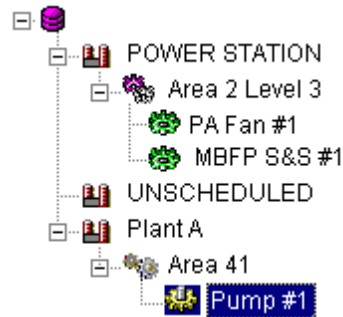 POWER STATION
Area 2 Level 3
PA Fan #1
MBFP S&S #1
UNSCHEDULED
Plant A
Area 41
Pump #1